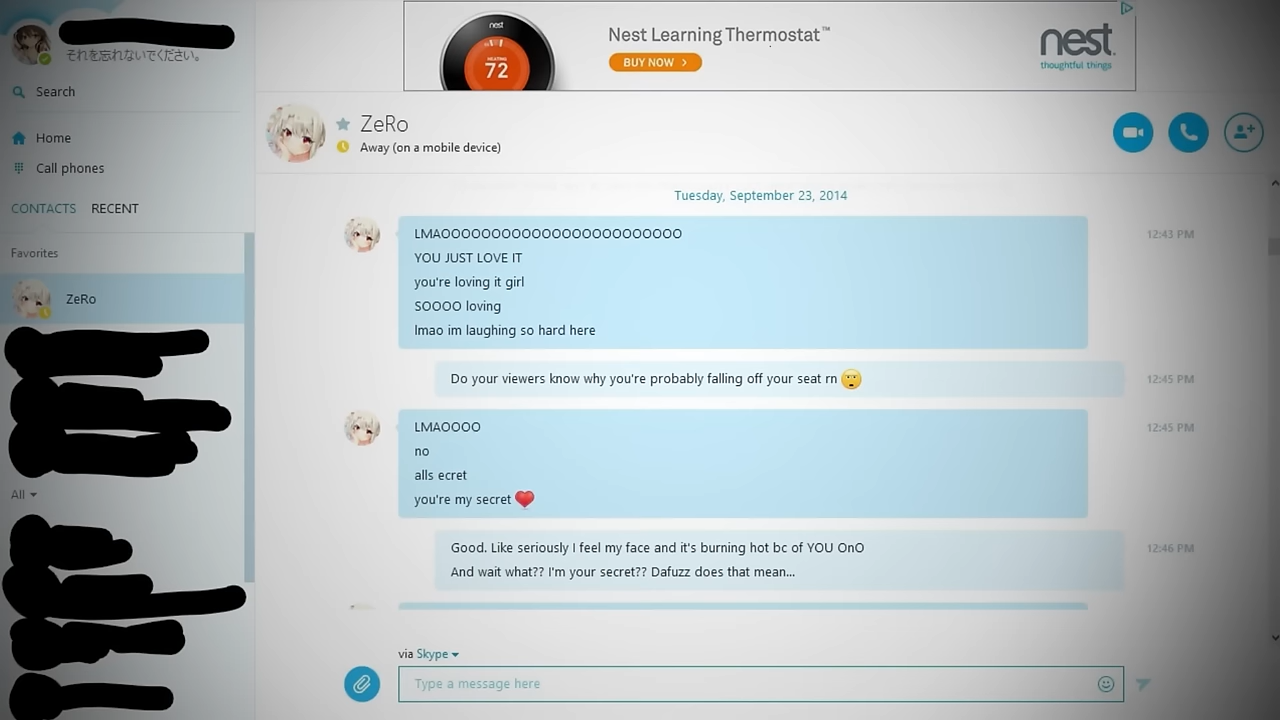 それを忘れないでください。
Search
Home
Call phones
CONTACTS RECENT
Favorites
ZeRo
All
nest
HEATING
72
Nest Learning Thermostat™
BUY NOW
nest
thoughtful things
ZeRo
Away (on a mobile device)
Tuesday, September 23, 2014
LMAOOOOOOOOOOOOOOOOOOOOOOOOO 12:43 PM
YOU JUST LOVE IT
you're loving it girl
SOOOO loving
lmao im laughing so hard here
Do your viewers know why you're probably falling off your seat rn 12:45 PM
LMAOOOO 12:45 PM
no
alls ecret
you're my secret
Good. Like seriously I feel my face and it's burning hot bc of YOU OnO 12:46 PM
And wait what?? I'm your secret?? Dafuzz does that mean...
via Skype
Type a message here